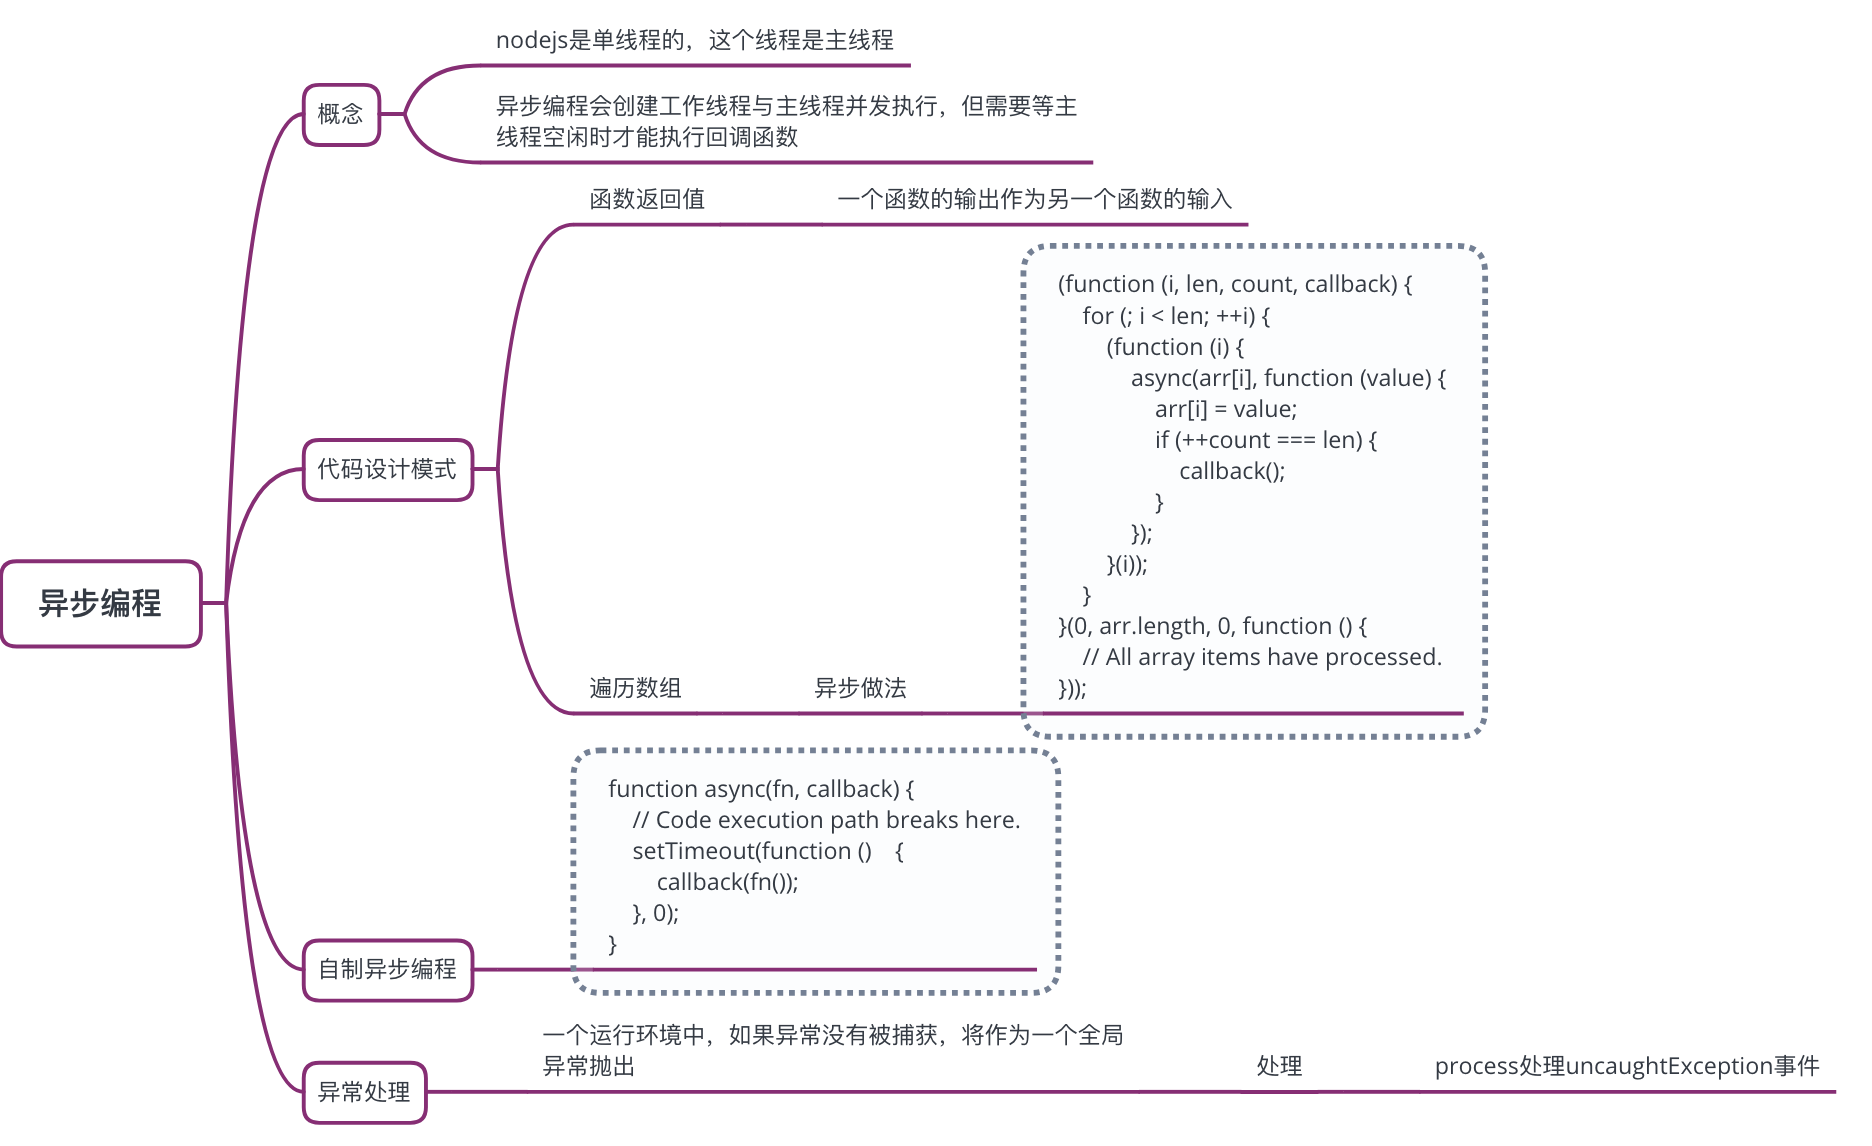 nodejs是单线程的，这个线程是主线程
概念
异步编程会创建工作线程与主线程并发执行，但需要等主
线程空闲时才能执行回调函数
函数返回值
一个函数的输出作为另一个函数的输入
代码设计模式
(function (i, len, count, callback) {
    for (; i < len; ++i) {
        (function (i) {
            async(arr[i], function (value) {
                arr[i] = value;
                if (++count === len) {
                    callback();
                }
            });
        }(i));
    }
}(0, arr.length, 0, function () {
    // All array items have processed.
}));
遍历数组
异步做法
异步编程
function async(fn, callback) {
    // Code execution path breaks here.
    setTimeout(function ()    {
        callback(fn());
    }, 0);
}
自制异步编程
一个运行环境中，如果异常没有被捕获，将作为一个全局
异常抛出
处理
process处理uncaughtException事件
异常处理